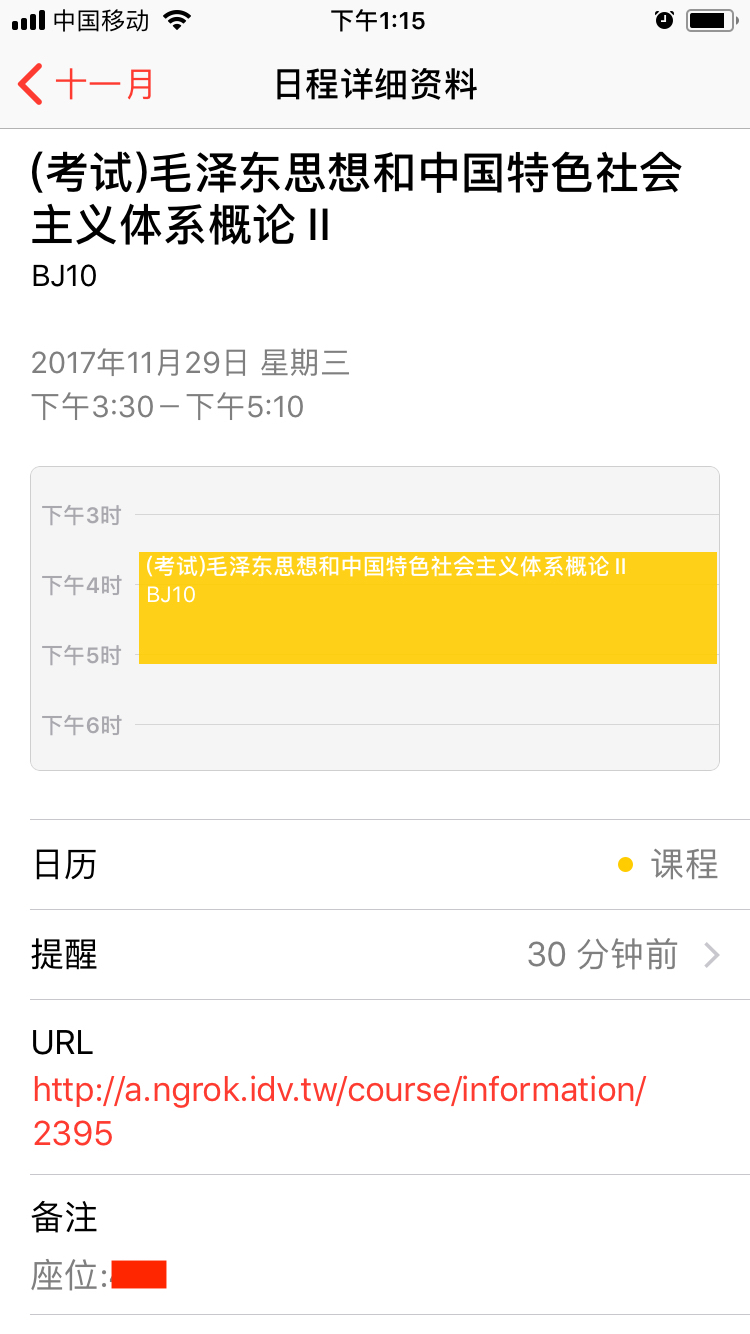 中国移动
下午1:15
十一月
日程详细资料
(考试)毛泽东思想和中国特色社会
主义体系概论 II
BJ10
2017年11月29日 星期三
下午3:30－下午5:10
下午3时
(考试)毛泽东思想和中国特色社会主义体系概论 II
下午4时
BJ10
下午5时
下午6时
日历
课程
提醒
30 分钟前
URL
http://a.ngrok.idv.tw/course/information/
2395
备注
座位: